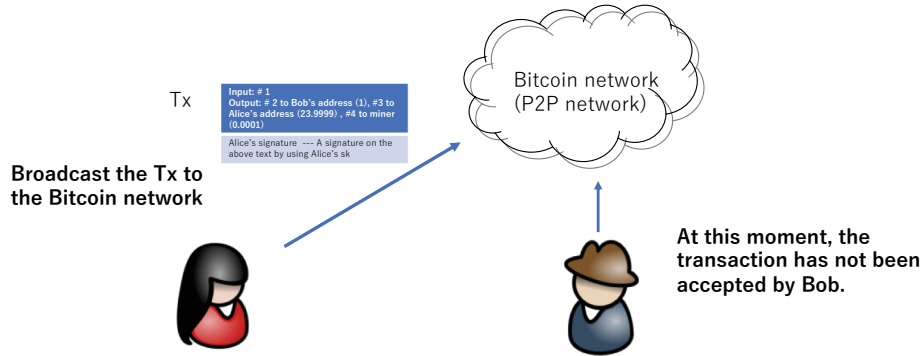 Bitcoin network
(P2P network)
Tx
Input: # 1
Output: # 2 to Bob's address (1), #3 to
Alice's address (23.9999) , #4 to miner
(0.0001)
Alice's signature --- A signature on the
above text by using Alice's sk
Broadcast the Tx to
the Bitcoin network
At this moment, the
transaction has not been
accepted by Bob.